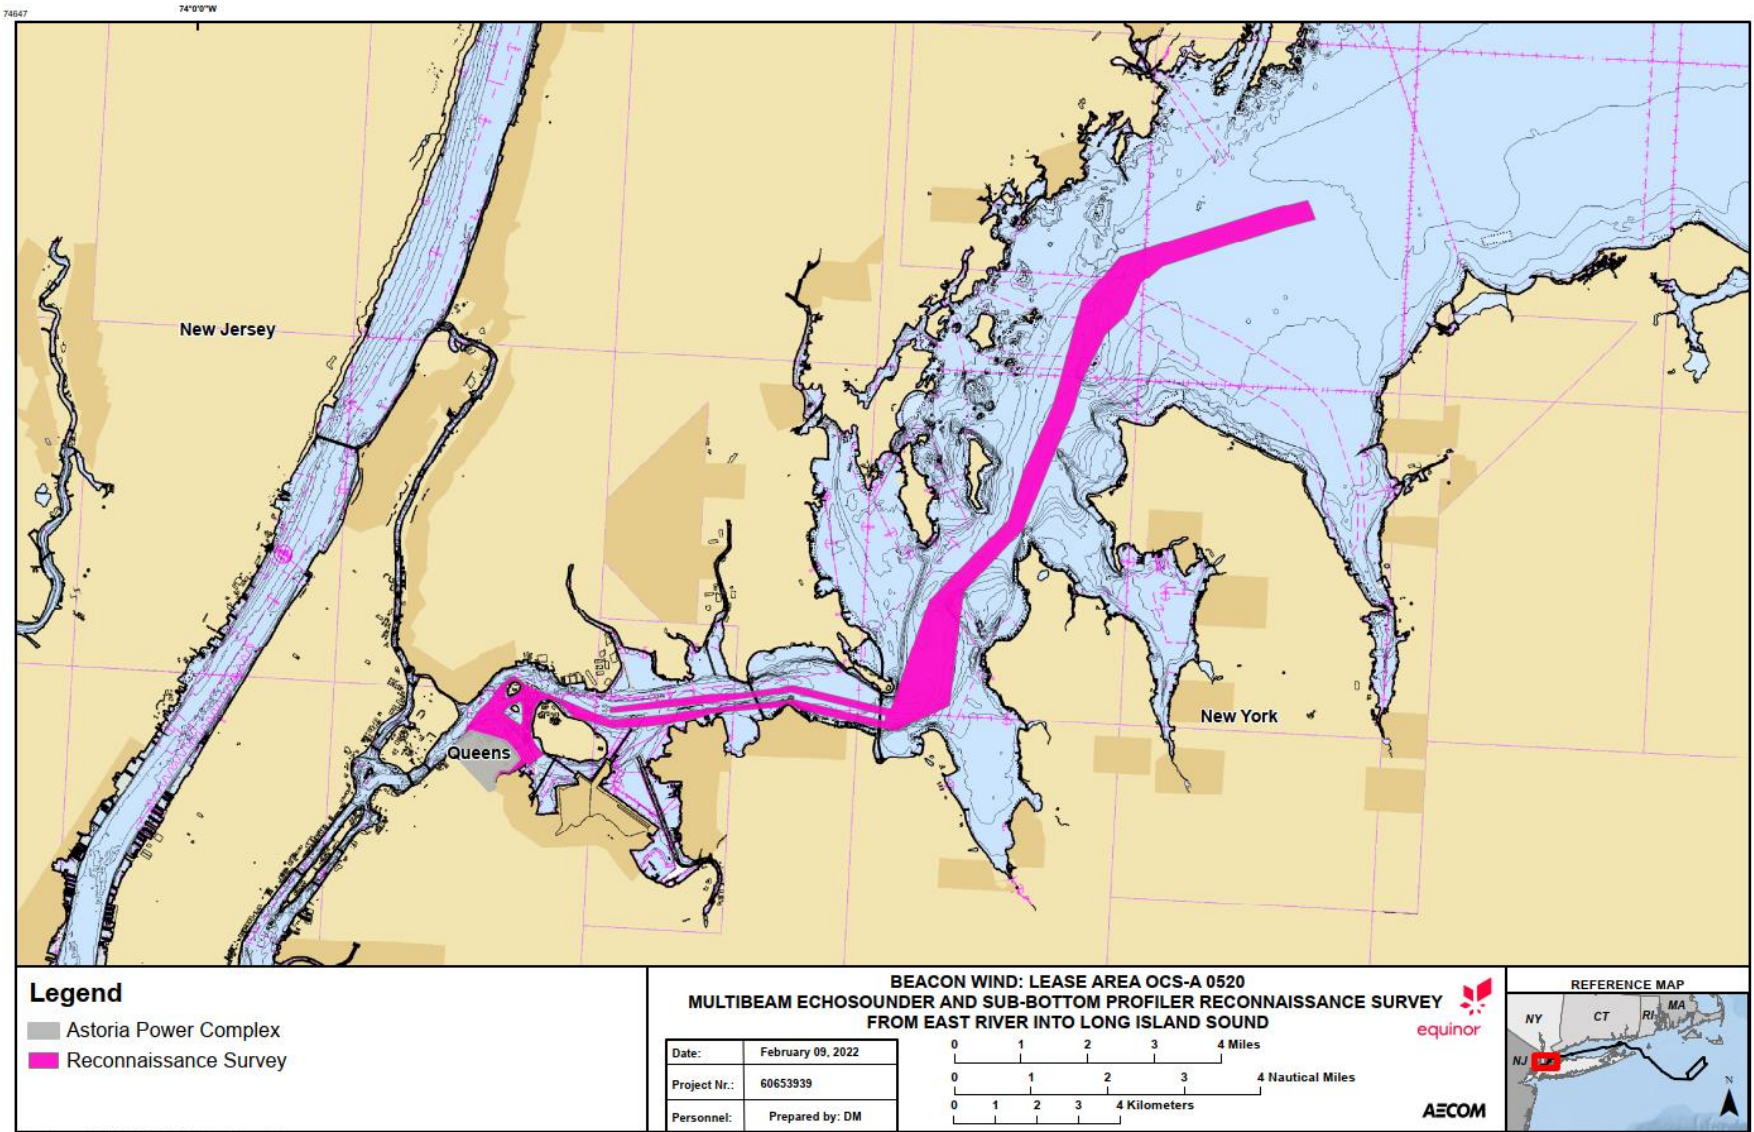 74647
74°0'0"W
New Jersey
Queens
New York
Legend
Astoria Power Complex
Reconnaissance Survey
BEACON WIND: LEASE AREA OCS-A 0520
MULTIBEAM ECHOSOUNDER AND SUB-BOTTOM PROFILER RECONNAISSANCE SURVEY
FROM EAST RIVER INTO LONG ISLAND SOUND
equinor
Date: February 09, 2022
Project Nr.: 60653939
Personnel: Prepared by: DM
0 1 2 3 4 Miles
0 1 2 3 4 Nautical Miles
0 1 2 3 4 Kilometers
AECOM
REFERENCE MAP
NY CT RI MA
NJ
N